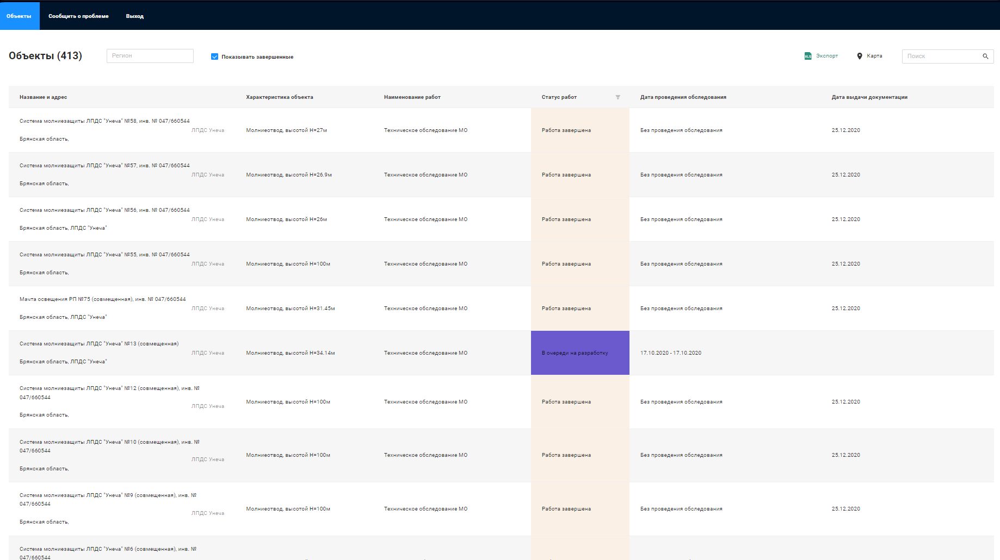 Объекты
Сообщить о проблеме
Выход
Объекты (413)
Регион
Показывать завершенные
XLS
Экспорт
Карта
Поиск
Название и адрес
Характеристика объекта
Наименование работ
Статус работ
Дата проведения обследования
Дата выдачи документации
Система молниезащиты ЛПДС "Унеча" №58, инв. № 047/660544
Брянская область,
ЛПДС Унеча
Молниеотвод, высотой Н=27м
Техническое обследование МО
Работа завершена
Без проведения обследования
25.12.2020
Система молниезащиты ЛПДС "Унеча" №57, инв. № 047/660544
Брянская область,
ЛПДС Унеча
Молниеотвод, высотой Н=26.9м
Техническое обследование МО
Работа завершена
Без проведения обследования
25.12.2020
Система молниезащиты ЛПДС "Унеча" №56, инв. № 047/660544
Брянская область, ЛПДС "Унеча"
ЛПДС Унеча
Молниеотвод, высотой Н=26м
Техническое обследование МО
Работа завершена
Без проведения обследования
25.12.2020
Система молниезащиты ЛПДС "Унеча" №55, инв. № 047/660544
Брянская область,
ЛПДС Унеча
Молниеотвод, высотой Н=100м
Техническое обследование МО
Работа завершена
Без проведения обследования
25.12.2020
Мачта освещения РП №75 (совмещенная), инв. № 047/660544
Брянская область, ЛПДС "Унеча"
ЛПДС Унеча
Молниеотвод, высотой Н=31.45м
Техническое обследование МО
Работа завершена
Без проведения обследования
25.12.2020
Система молниезащиты ЛПДС "Унеча" №13 (совмещенная)
Брянская область, ЛПДС "Унеча"
ЛПДС Унеча
Молниеотвод, высотой Н=34.14м
Техническое обследование МО
В очереди на разработку
17.10.2020 - 17.10.2020
Система молниезащиты ЛПДС "Унеча" №12 (совмещенная), инв. №
047/660544
Брянская область,
ЛПДС Унеча
Молниеотвод, высотой Н=100м
Техническое обследование МО
Работа завершена
Без проведения обследования
25.12.2020
Система молниезащиты ЛПДС "Унеча" №10 (совмещенная), инв. №
047/660544
Брянская область,
ЛПДС Унеча
Молниеотвод, высотой Н=100м
Техническое обследование МО
Работа завершена
Без проведения обследования
25.12.2020
Система молниезащиты ЛПДС "Унеча" №9 (совмещенная), инв. №
047/660544
Брянская область,
ЛПДС Унеча
Молниеотвод, высотой Н=100м
Техническое обследование МО
Работа завершена
Без проведения обследования
25.12.2020
Система молниезащиты ЛПДС "Унеча" №6 (совмещенная), инв. №
047/660544